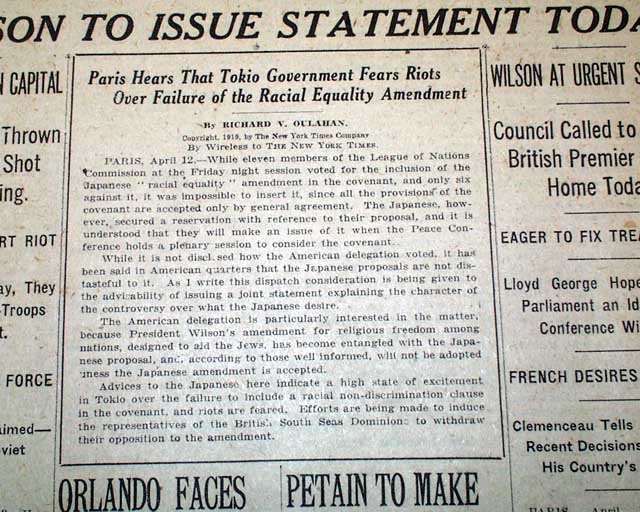 SON TO ISSUE STATEMENT TODA
N CAPITAL
Thrown
Shot
ing.
RT RIOT
ay, They
-Troops
t.
FORCE
aimed—
viet
Paris Hears That Tokio Government Fears Riots
Over Failure of the Racial Equality Amendment
By RICHARD V. OULAHAN.
Copyright, 1919, by The New York Times Company
By Wireless to THE NEW YORK TIMES.
PARIS, April 12.—While eleven members of the League of Nations
Commission at the Friday night session voted for the inclusion of the
Japanese "racial equality" amendment in the covenant, and only six
against it, it was impossible to insert it, since all the provisions of the
covenant are accepted only by general agreement. The Japanese, how-
ever, secured a reservation with reference to their proposal, and it is
understood that they will make an issue of it when the Peace Con-
ference holds a plenary session to consider the covenant.
While it is not disclosed how the American delegation voted, it has
been said in American quarters that the Japanese proposals are not dis-
tasteful to it. As I write this dispatch consideration is being given to
the advisability of issuing a joint statement explaining the character of
the controversy over what the Japanese desire.
The American delegation is particularly interested in the matter,
because President Wilson's amendment for religious freedom among
nations, designed to aid the Jews, has become entangled with the Japa-
nese proposal, and, according to those well informed, will not be adopted
unless the Japanese amendment is accepted.
Advices to the Japanese here indicate a high state of excitement
in Tokio over the failure to include a racial non-discrimination clause
in the covenant, and riots are feared. Efforts are being made to induce
the representatives of the British South Seas Dominions to withdraw
their opposition to the amendment.
ORLANDO FACES
PETAIN TO MAKE
WILSON AT URGENT S
Council Called to
British Premier
Home Toda
EAGER TO FIX TREA
Lloyd George Hope
Parliament an Id
Conference Wi
FRENCH DESIRES
Clemenceau Tells
Recent Decisions
His Country's
PARIS, April